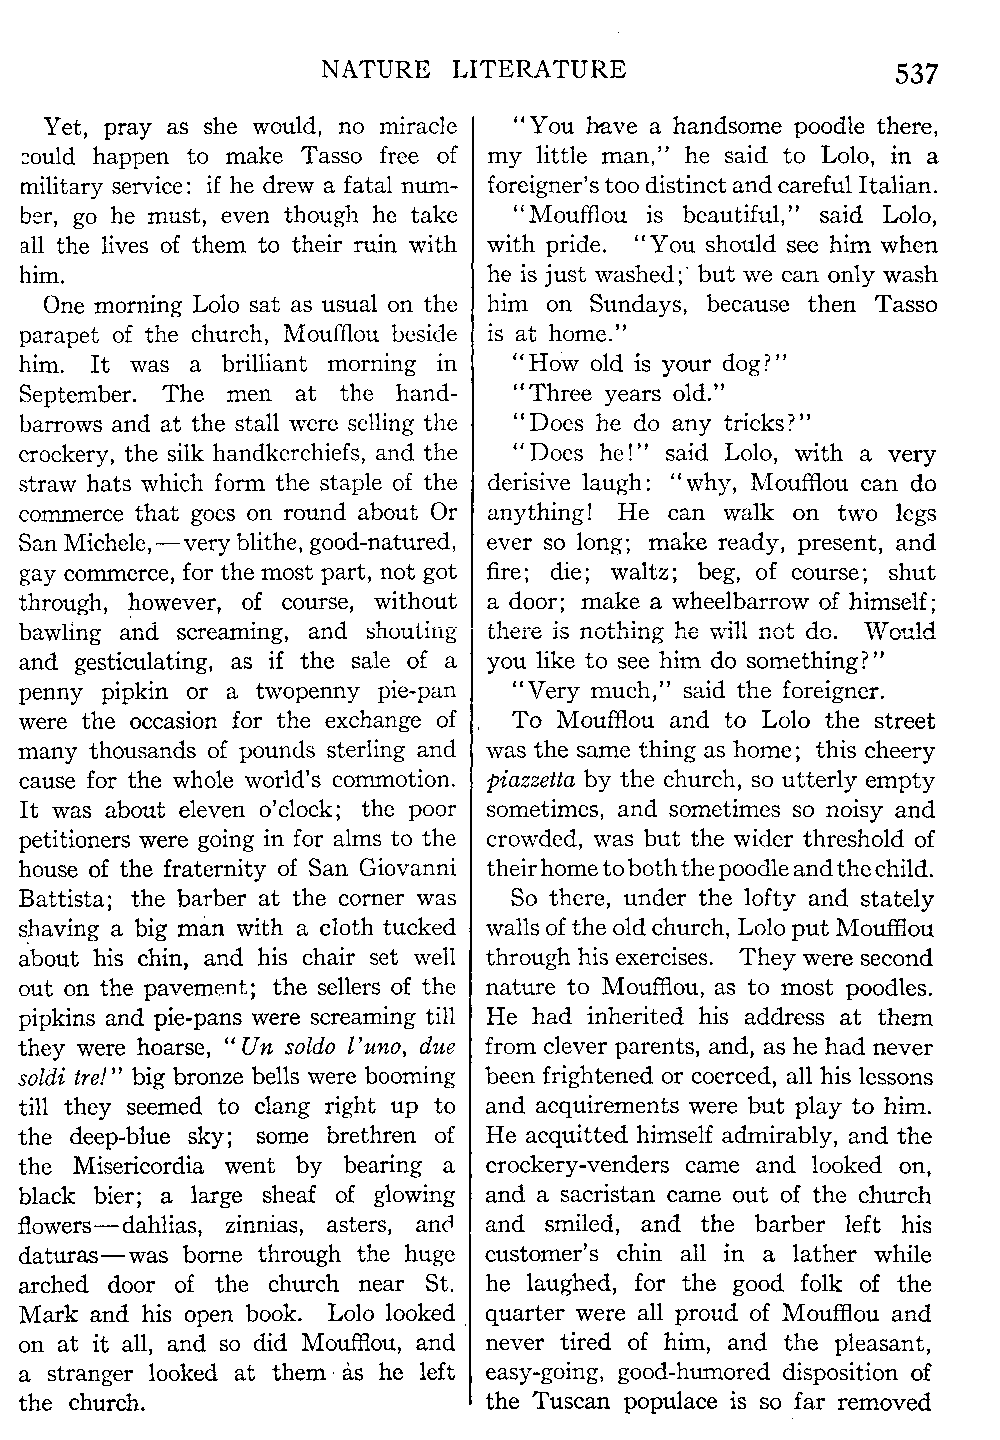 NATURE LITERATURE
537
Yet, pray as she would, no miracle
could happen to make Tasso free of
military service: if he drew a fatal num-
ber, go he must, even though he take
all the lives of them to their ruin with
him.
One morning Lolo sat as usual on the
parapet of the church, Moufflou beside
him. It was a brilliant morning in
September. The men at the hand-
barrows and at the stall were selling the
crockery, the silk handkerchiefs, and the
straw hats which form the staple of the
commerce that goes on round about Or
San Michele,—very blithe, good-natured,
gay commerce, for the most part, not got
through, however, of course, without
bawling and screaming, and shouting
and gesticulating, as if the sale of a
penny pipkin or a twopenny pie-pan
were the occasion for the exchange of
many thousands of pounds sterling and
cause for the whole world's commotion.
It was about eleven o'clock; the poor
petitioners were going in for alms to the
house of the fraternity of San Giovanni
Battista; the barber at the corner was
shaving a big man with a cloth tucked
about his chin, and his chair set well
out on the pavement; the sellers of the
pipkins and pie-pans were screaming till
they were hoarse, "Un soldo l'uno, due
soldi tre!" big bronze bells were booming
till they seemed to clang right up to
the deep-blue sky; some brethren of
the Misericordia went by bearing a
black bier; a large sheaf of glowing
flowers—dahlias, zinnias, asters, and
daturas—was borne through the huge
arched door of the church near St.
Mark and his open book. Lolo looked
on at it all, and so did Moufflou, and
a stranger looked at them as he left
the church.
"You have a handsome poodle there,
my little man," he said to Lolo, in a
foreigner's too distinct and careful Italian.
"Moufflou is beautiful," said Lolo,
with pride. "You should see him when
he is just washed; but we can only wash
him on Sundays, because then Tasso
is at home."
"How old is your dog?"
"Three years old."
"Does he do any tricks?"
"Does he!" said Lolo, with a very
derisive laugh: "why, Moufflou can do
anything! He can walk on two legs
ever so long; make ready, present, and
fire; die; waltz; beg, of course; shut
a door; make a wheelbarrow of himself;
there is nothing he will not do. Would
you like to see him do something?"
"Very much," said the foreigner.
To Moufflou and to Lolo the street
was the same thing as home; this cheery
piazzetta by the church, so utterly empty
sometimes, and sometimes so noisy and
crowded, was but the wider threshold of
their home to both the poodle and the child.
So there, under the lofty and stately
walls of the old church, Lolo put Moufflou
through his exercises. They were second
nature to Moufflou, as to most poodles.
He had inherited his address at them
from clever parents, and, as he had never
been frightened or coerced, all his lessons
and acquirements were but play to him.
He acquitted himself admirably, and the
crockery-venders came and looked on,
and a sacristan came out of the church
and smiled, and the barber left his
customer's chin all in a lather while
he laughed, for the good folk of the
quarter were all proud of Moufflou and
never tired of him, and the pleasant,
easy-going, good-humored disposition of
the Tuscan populace is so far removed